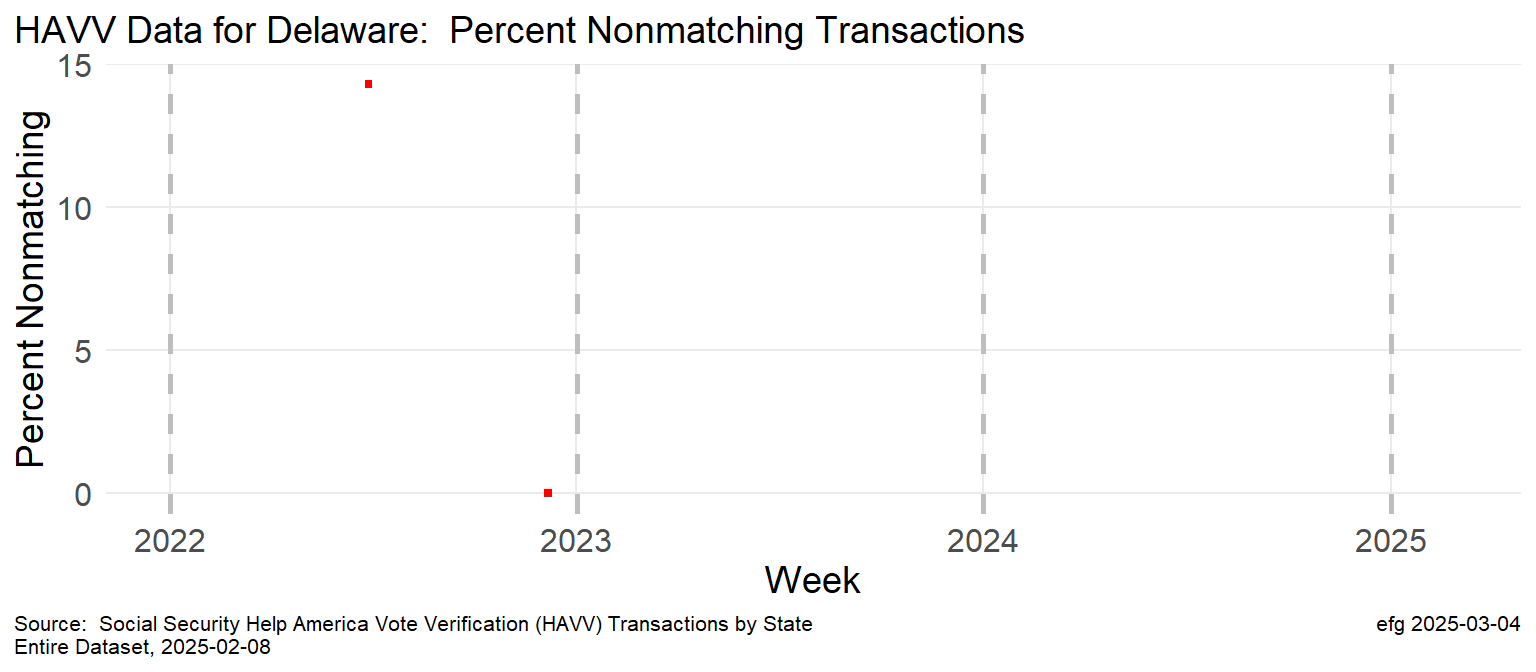 HAVV Data for Delaware:  Percent Nonmatching Transactions
15
10
5
0
Percent Nonmatching
2022 2023 2024 2025
Week
Source:  Social Security Help America Vote Verification (HAVV) Transactions by State
Entire Dataset, 2025-02-08
efg 2025-03-04